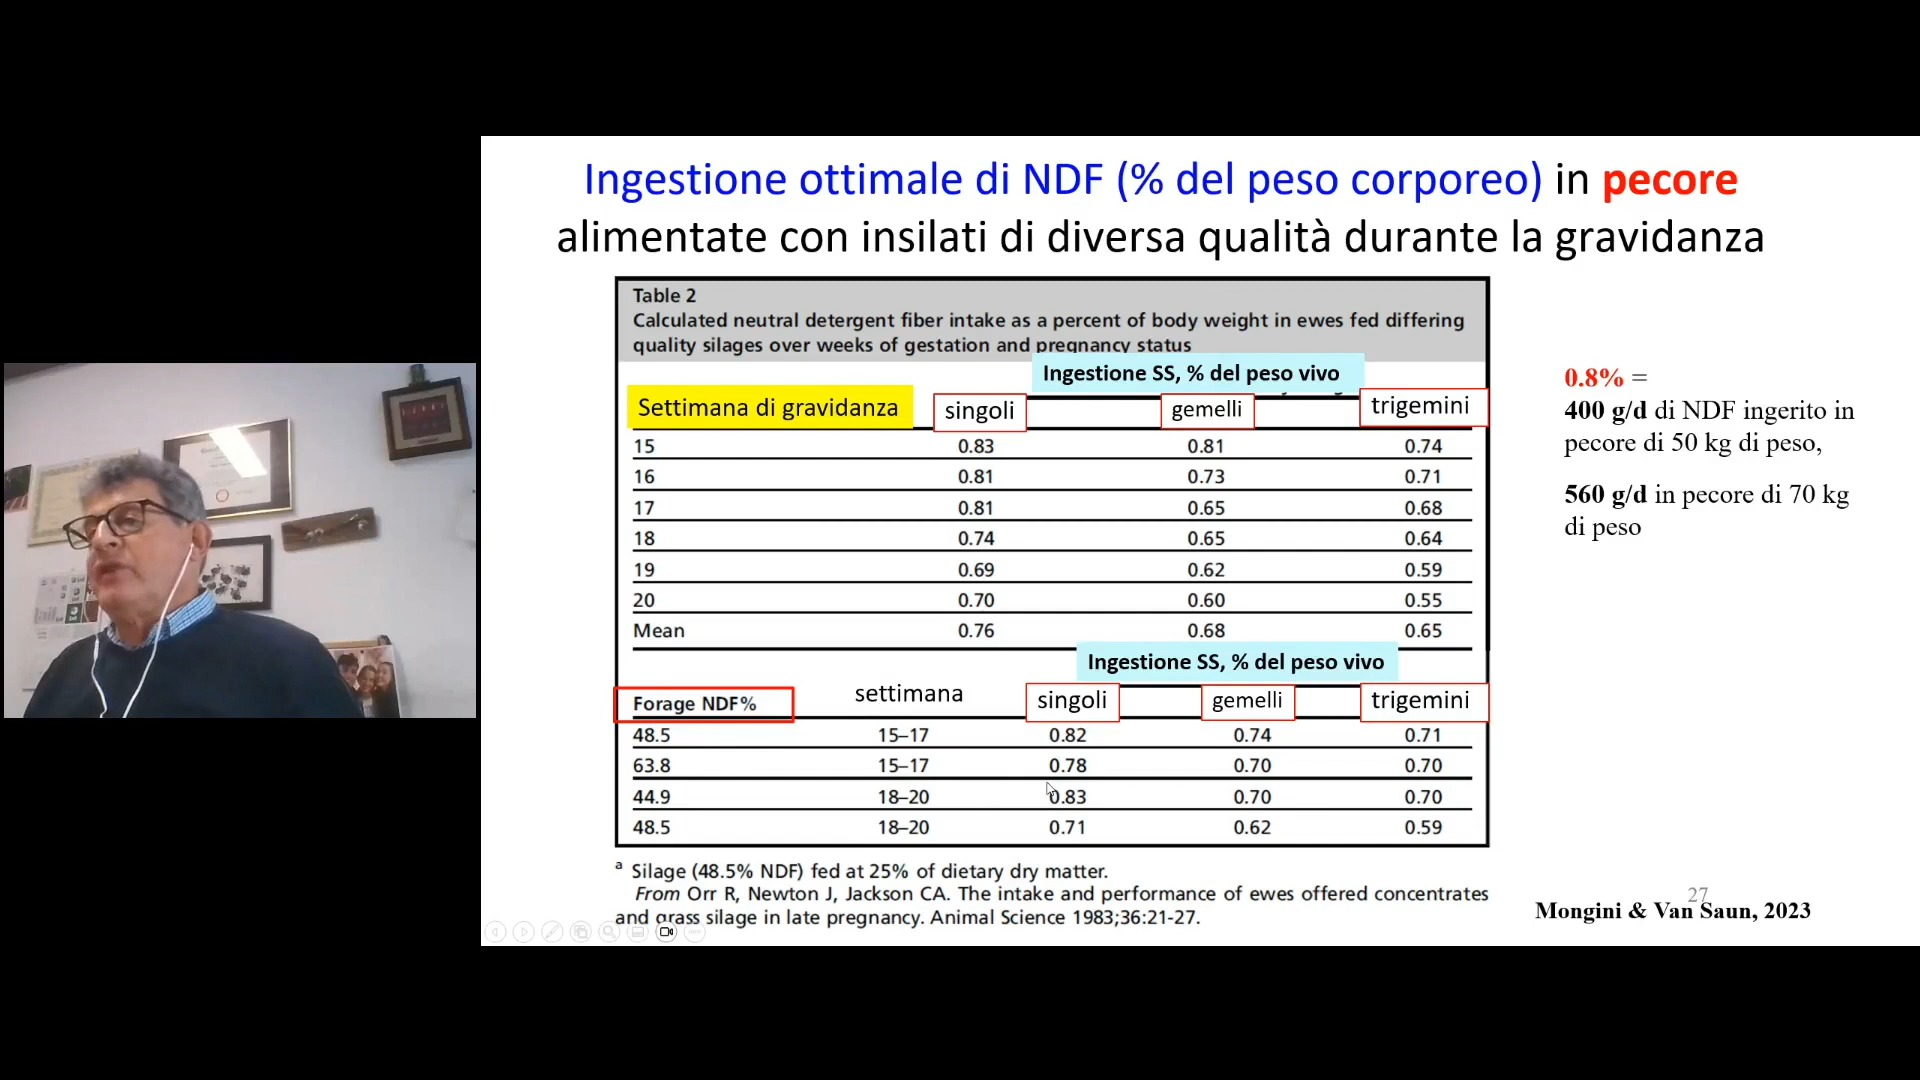 Ingestione ottimale di NDF (% del peso corporeo) in pecore
alimentate con insilati di diversa qualità durante la gravidanza
Table 2
Calculated neutral detergent fiber intake as a percent of body weight in ewes fed differing
quality silages over weeks of gestation and pregnancy status
Ingestione SS, % del peso vivo
Settimana di gravidanza singoli gemelli trigemini
15 0.83 0.81 0.74
16 0.81 0.73 0.71
17 0.81 0.65 0.68
18 0.74 0.65 0.64
19 0.69 0.62 0.59
20 0.70 0.60 0.55
Mean 0.76 0.68 0.65
Ingestione SS, % del peso vivo
Forage NDF% settimana singoli gemelli trigemini
48.5 15–17 0.82 0.74 0.71
63.8 15–17 0.78 0.70 0.70
44.9 18–20 0.83 0.70 0.70
48.5 18–20 0.71 0.62 0.59
a Silage (48.5% NDF) fed at 25% of dietary dry matter.
From Orr R, Newton J, Jackson CA. The intake and performance of ewes offered concentrates
and grass silage in late pregnancy. Animal Science 1983;36:21-27.
0.8% =
400 g/d di NDF ingerito in
pecore di 50 kg di peso,
560 g/d in pecore di 70 kg
di peso
27
Mongini & Van Saun, 2023